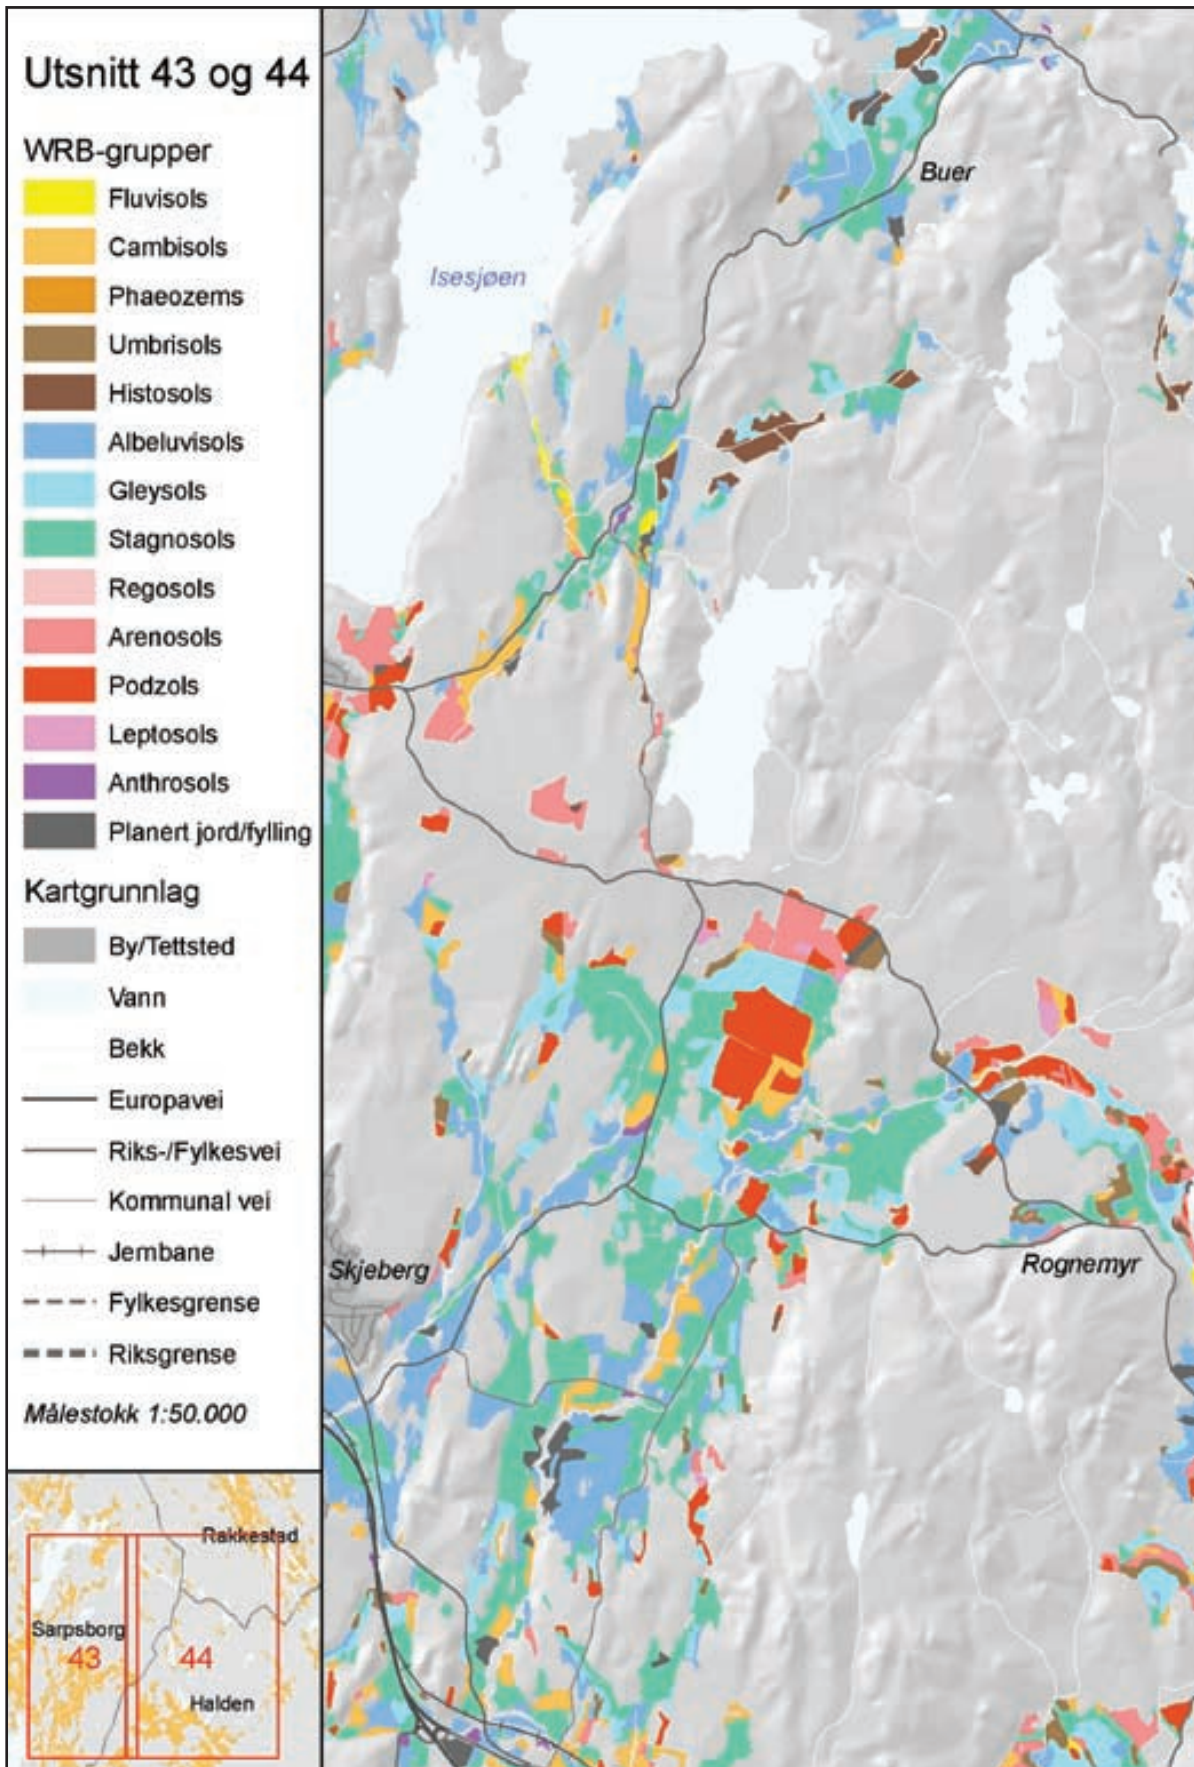 Utsnitt 43 og 44
WRB-grupper
Fluvisols
Cambisols
Phaeozems
Umbrisols
Histosols
Albeluvisols
Gleysols
Stagnosols
Regosols
Arenosols
Podzols
Leptosols
Anthrosols
Planert jord/fylling
Kartgrunnlag
By/Tettsted
Vann
Bekk
Europavei
Riks-/Fylkesvei
Kommunal vei
Jernbane
Fylkesgrense
Riksgrense
Målestokk 1:50.000
Rakkestad
Sarpsborg
43
44
Halden
Buer
Isesjøen
Skjeberg
Rognemyr